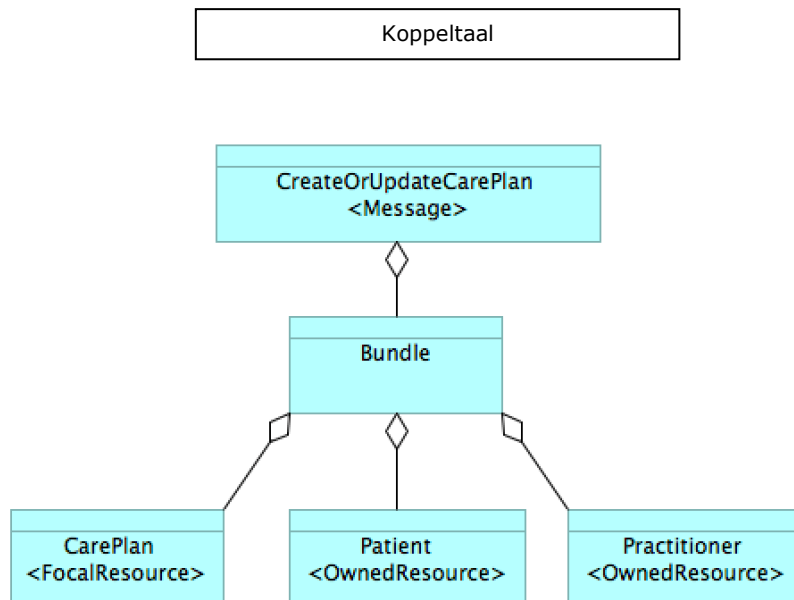 Koppeltaal
CreateOrUpdateCarePlan
<Message>
Bundle
CarePlan
<FocalResource>
Patient
<OwnedResource>
Practitioner
<OwnedResource>